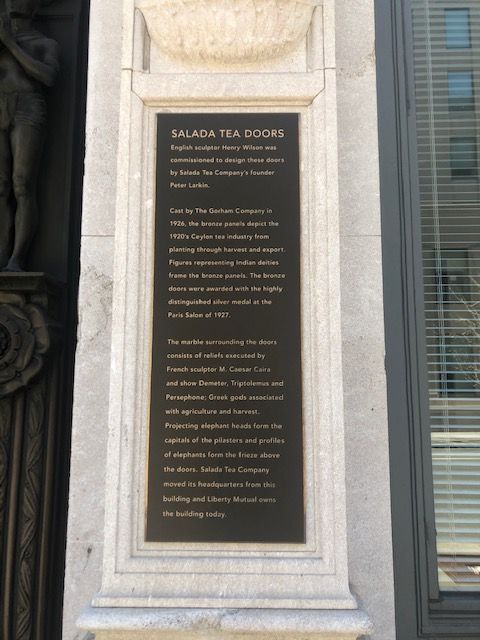 SALADA TEA DOORS
English sculptor Henry Wilson was
commissioned to design these doors
by Salada Tea Company's founder
Peter Larkin.
Cast by The Gorham Company in
1926, the bronze panels depict the
1920's Ceylon tea industry from
planting through harvest and export.
Figures representing Indian deities
frame the bronze panels. The bronze
doors were awarded with the highly
distinguished silver medal at the
Paris Salon of 1927.
The marble surrounding the doors
consists of reliefs executed by
French sculptor M. Caesar Caira
and show Demeter, Triptolemus and
Persephone; Greek gods associated
with agriculture and harvest.
Projecting elephant heads form the
capitals of the pilasters and profiles
of elephants form the frieze above
the doors. Salada Tea Company
moved its headquarters from this
building and Liberty Mutual owns
the building today.